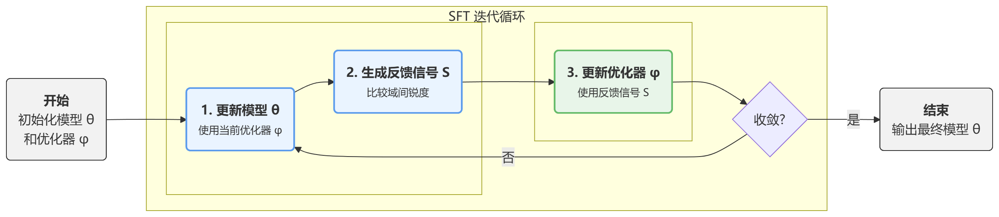 SFT 迭代循环
开始
初始化模型 θ
和优化器 φ
1. 更新模型 θ
使用当前优化器 φ
2. 生成反馈信号 S
比较域间锐度
3. 更新优化器 φ
使用反馈信号 S
收敛?
否
是
结束
输出最终模型 θ